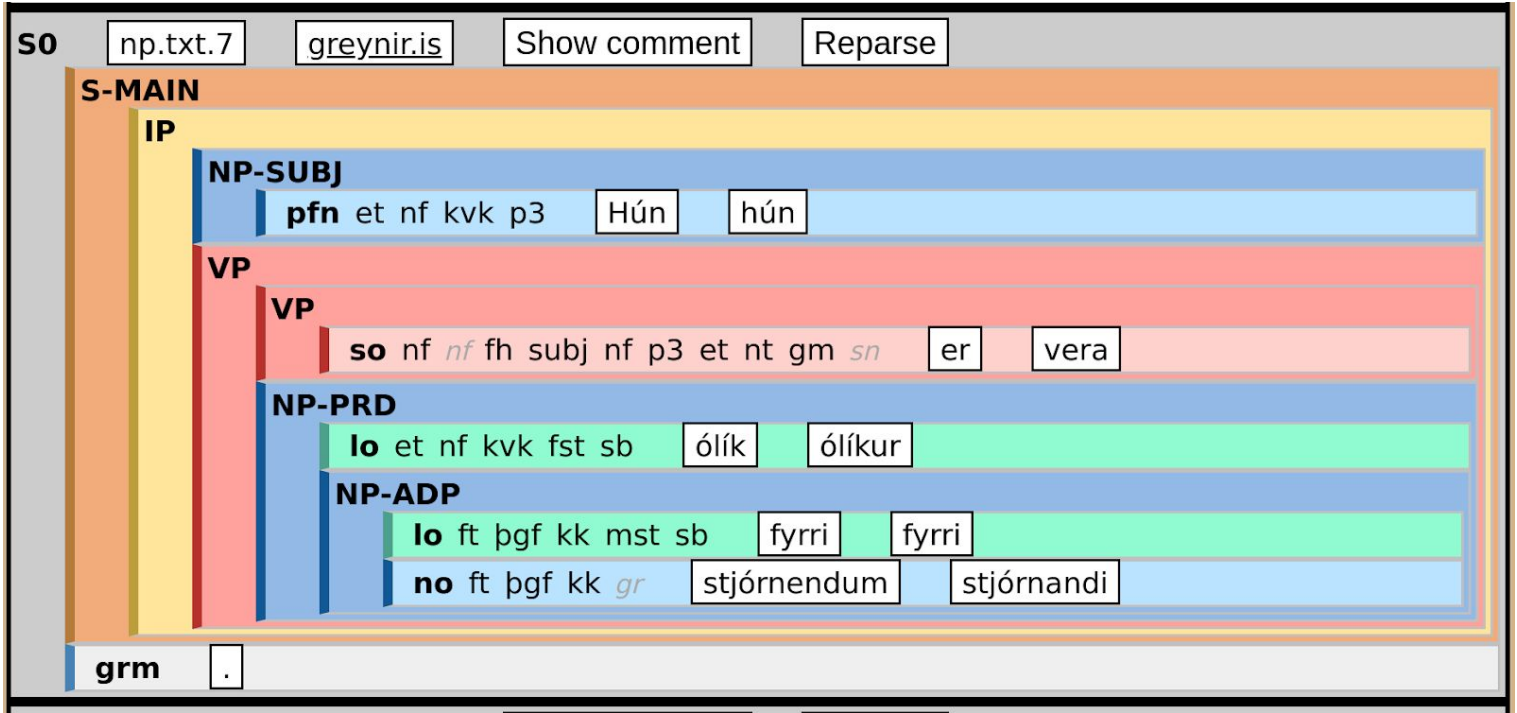 S0 np.txt.7 greynir.is Show comment Reparse
S-MAIN
IP
NP-SUBJ
pfn et nf kvk p3 Hún hún
VP
VP
so nf nf fh subj nf p3 et nt gm sn er vera
NP-PRD
lo et nf kvk fst sb ólík ólíkur
NP-ADP
lo ft þgf kk mst sb fyrri fyrri
no ft þgf kk gr stjórnendum stjórnandi
grm .